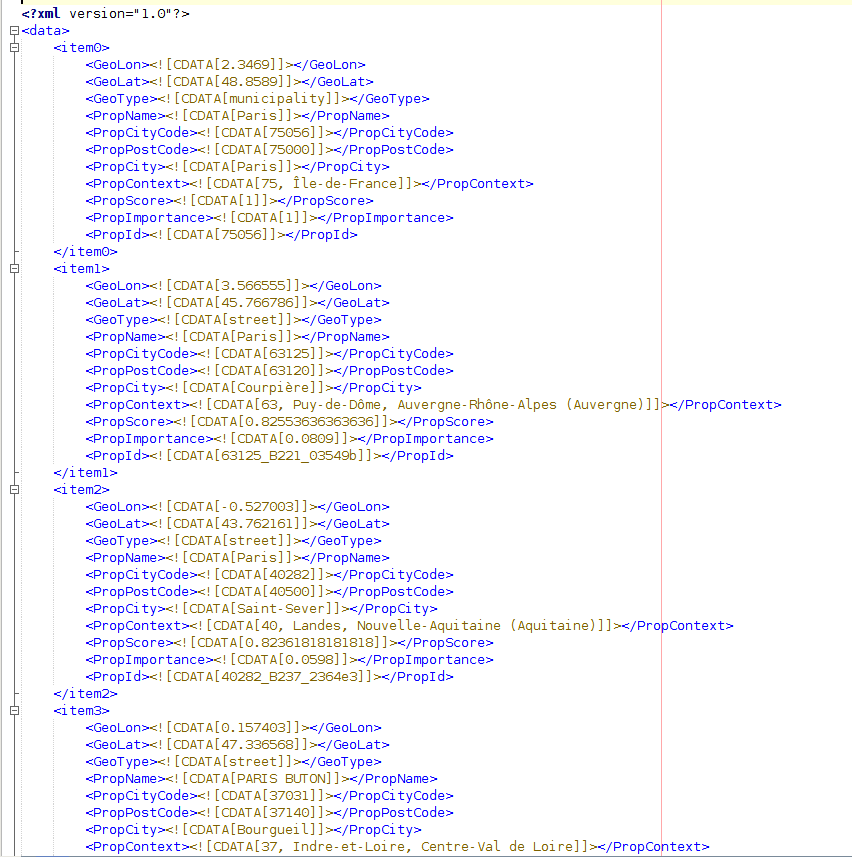 <?xml version="1.0"?>
<data>
<item0>
<GeoLon><![CDATA[2.3469]]></GeoLon>
<GeoLat><![CDATA[48.8589]]></GeoLat>
<GeoType><![CDATA[municipality]]></GeoType>
<PropName><![CDATA[Paris]]></PropName>
<PropCityCode><![CDATA[75056]]></PropCityCode>
<PropPostCode><![CDATA[75000]]></PropPostCode>
<PropCity><![CDATA[Paris]]></PropCity>
<PropContext><![CDATA[75, Île-de-France]]></PropContext>
<PropScore><![CDATA[1]]></PropScore>
<PropImportance><![CDATA[1]]></PropImportance>
<PropId><![CDATA[75056]]></PropId>
</item0>
<item1>
<GeoLon><![CDATA[3.566555]]></GeoLon>
<GeoLat><![CDATA[45.766786]]></GeoLat>
<GeoType><![CDATA[street]]></GeoType>
<PropName><![CDATA[Paris]]></PropName>
<PropCityCode><![CDATA[63125]]></PropCityCode>
<PropPostCode><![CDATA[63120]]></PropPostCode>
<PropCity><![CDATA[Courpière]]></PropCity>
<PropContext><![CDATA[63, Puy-de-Dôme, Auvergne-Rhône-Alpes (Auvergne)]]></PropContext>
<PropScore><![CDATA[0.82553636363636]]></PropScore>
<PropImportance><![CDATA[0.0809]]></PropImportance>
<PropId><![CDATA[63125_B221_03549b]]></PropId>
</item1>
<item2>
<GeoLon><![CDATA[-0.527003]]></GeoLon>
<GeoLat><![CDATA[43.762161]]></GeoLat>
<GeoType><![CDATA[street]]></GeoType>
<PropName><![CDATA[Paris]]></PropName>
<PropCityCode><![CDATA[40282]]></PropCityCode>
<PropPostCode><![CDATA[40500]]></PropPostCode>
<PropCity><![CDATA[Saint-Sever]]></PropCity>
<PropContext><![CDATA[40, Landes, Nouvelle-Aquitaine (Aquitaine)]]></PropContext>
<PropScore><![CDATA[0.82361818181818]]></PropScore>
<PropImportance><![CDATA[0.0598]]></PropImportance>
<PropId><![CDATA[40282_B237_2364e3]]></PropId>
</item2>
<item3>
<GeoLon><![CDATA[0.157403]]></GeoLon>
<GeoLat><![CDATA[47.336568]]></GeoLat>
<GeoType><![CDATA[street]]></GeoType>
<PropName><![CDATA[PARIS BUTON]]></PropName>
<PropCityCode><![CDATA[37031]]></PropCityCode>
<PropPostCode><![CDATA[37140]]></PropPostCode>
<PropCity><![CDATA[Bourgueil]]></PropCity>
<PropContext><![CDATA[37, Indre-et-Loire, Centre-Val de Loire]]></PropContext>